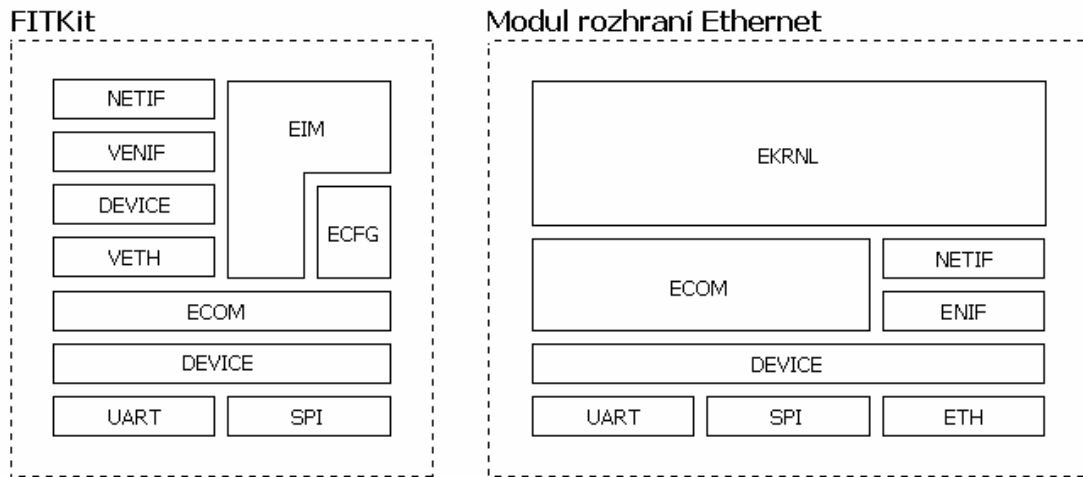 FITKit
NETIF
VENIF
DEVICE
VETH
EIM
ECFG
ECOM
DEVICE
UART
SPI
Modul rozhraní Ethernet
EKRNL
ECOM
NETIF
ENIF
DEVICE
UART
SPI
ETH